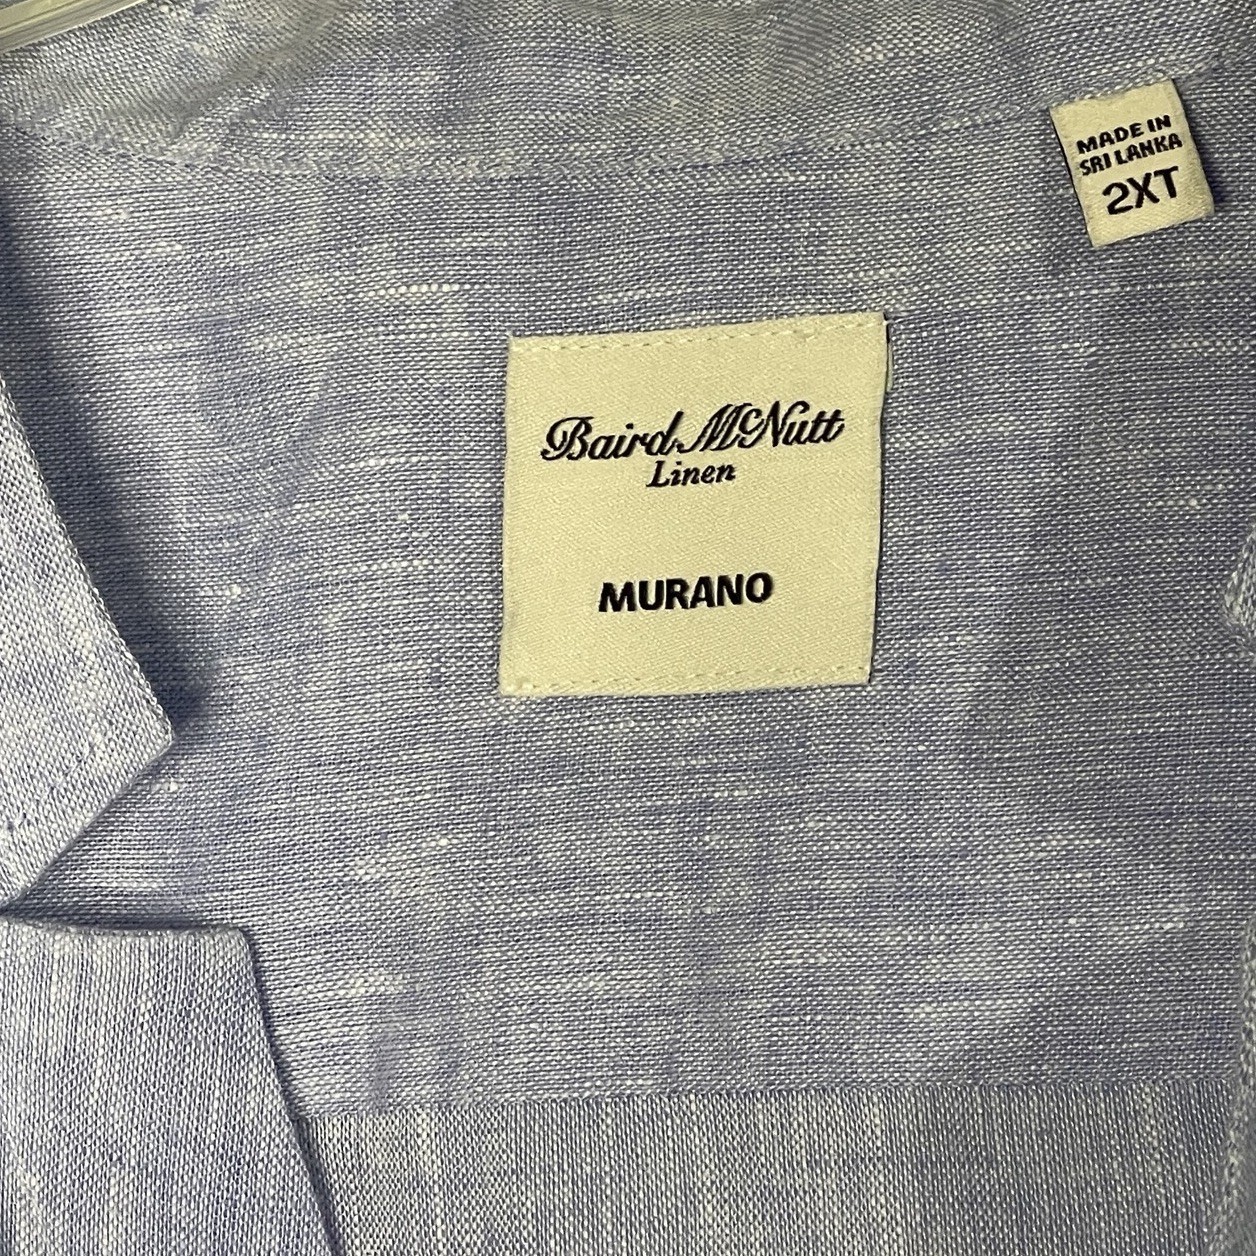 MADE IN
SRI LANKA
2XT
Baird McNutt
Linen
MURANO